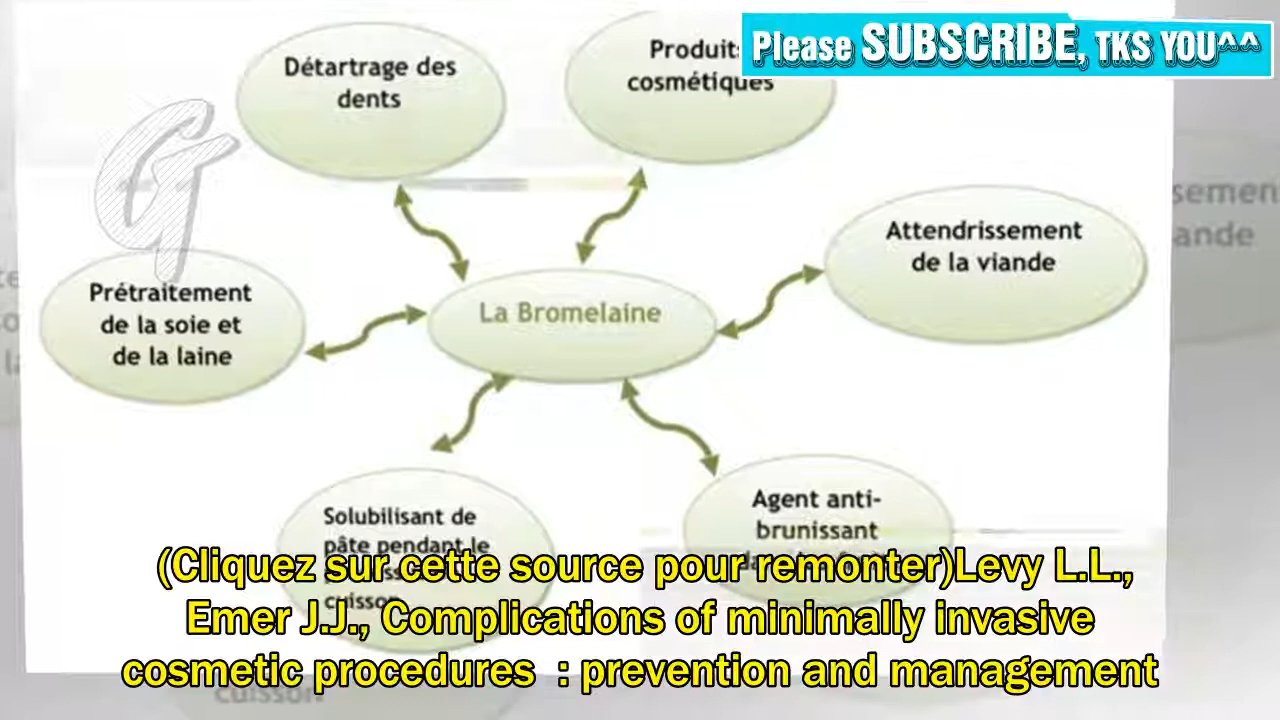 Please SUBSCRIBE, TKS YOU^^
Détartrage des
dents
Produits
cosmétiques
Attendrissement
de la viande
Prétraitement
de la soie et
de la laine
La Bromelaine
Solubilisant de
pâte pendant le
cuisson
Agent anti-
brunissant
(Cliquez sur cette source pour remonter)Levy L.L.,
Emer J.J., Complications of minimally invasive
cosmetic procedures : prevention and management
G
cuisson